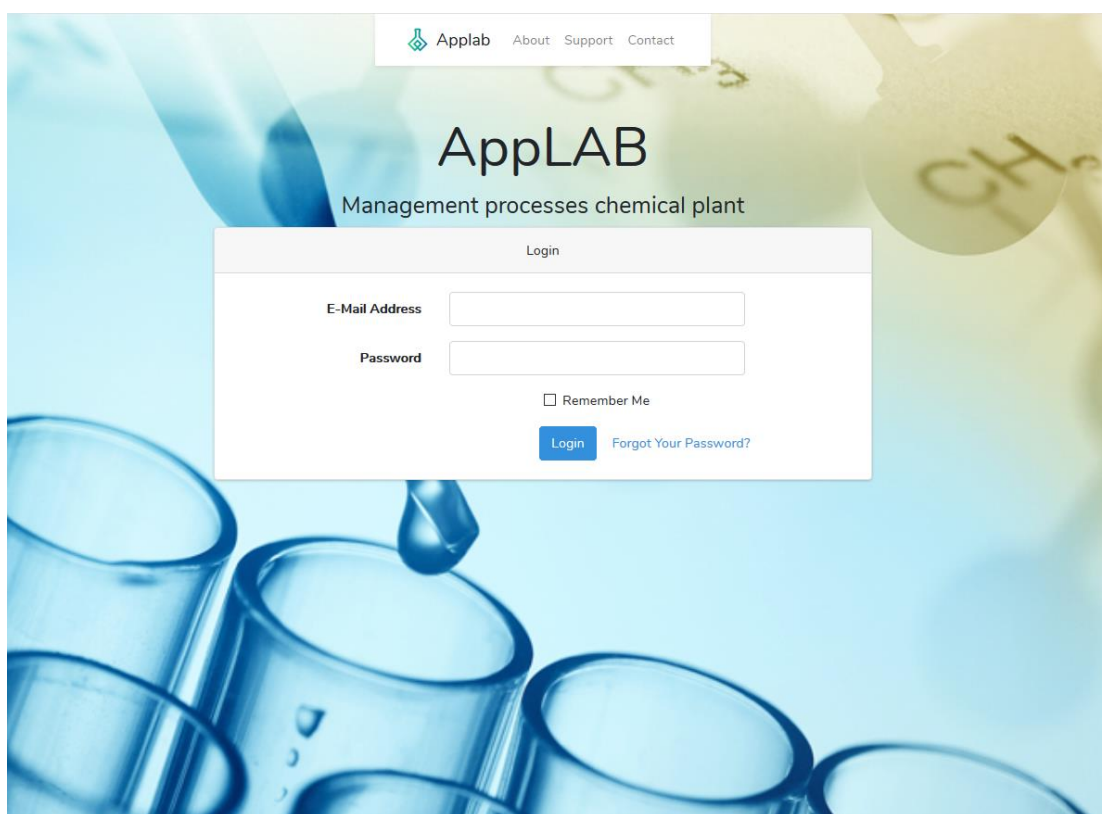 Applab About Support Contact
AppLAB
Management processes chemical plant
Login
E-Mail Address
Password
Remember Me
Login Forgot Your Password?
CH